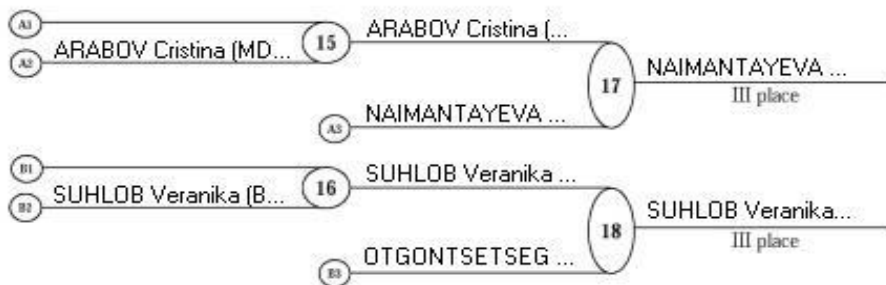 A1
ARABOV Cristina (MD...
A2
15
ARABOV Cristina (...
NAIMANTAYEVA ...
A3
17
NAIMANTAYEVA ...
III place
B1
SUHLOB Veranika (B...
B2
16
SUHLOB Veranika ...
OTGONTSETSEG ...
B3
18
SUHLOB Veranika...
III place